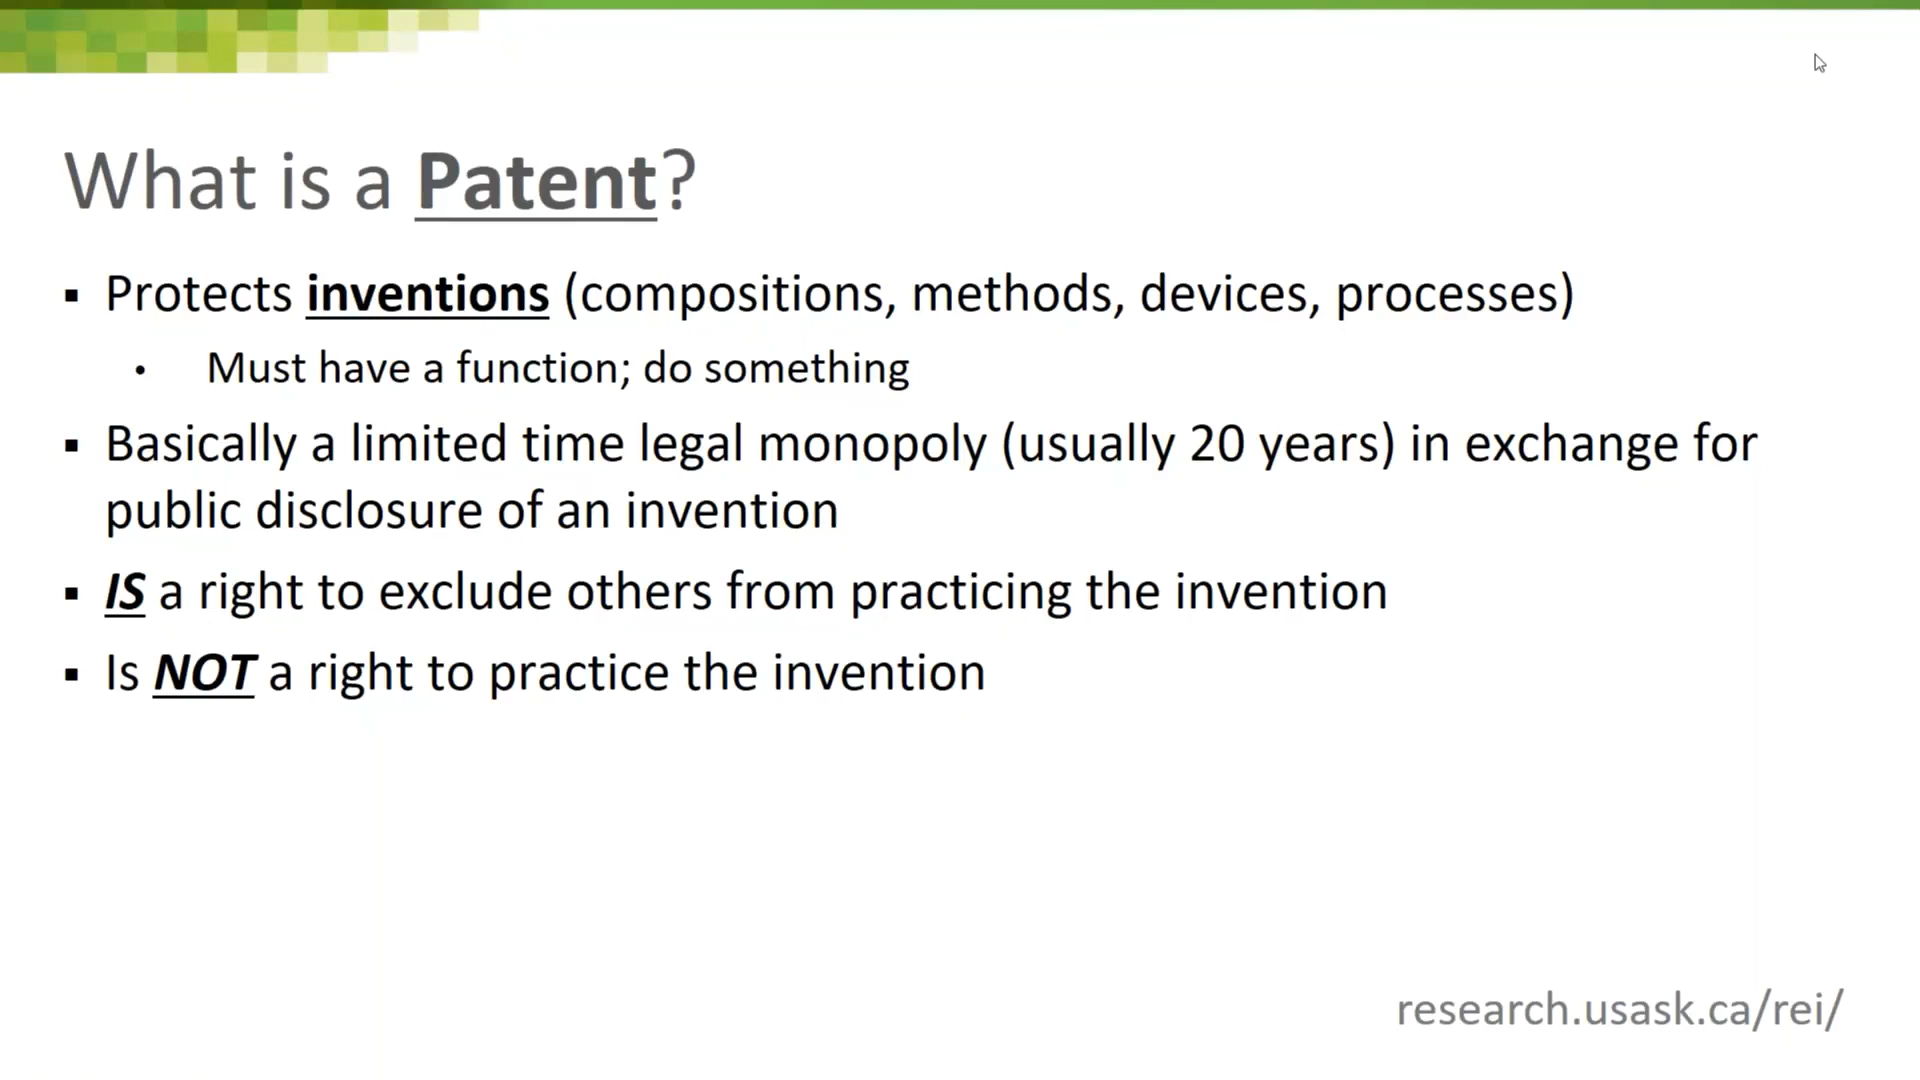 What is a Patent?
▪ Protects inventions (compositions, methods, devices, processes)
• Must have a function; do something
▪ Basically a limited time legal monopoly (usually 20 years) in exchange for
public disclosure of an invention
▪ IS a right to exclude others from practicing the invention
▪ Is NOT a right to practice the invention
research.usask.ca/rei/